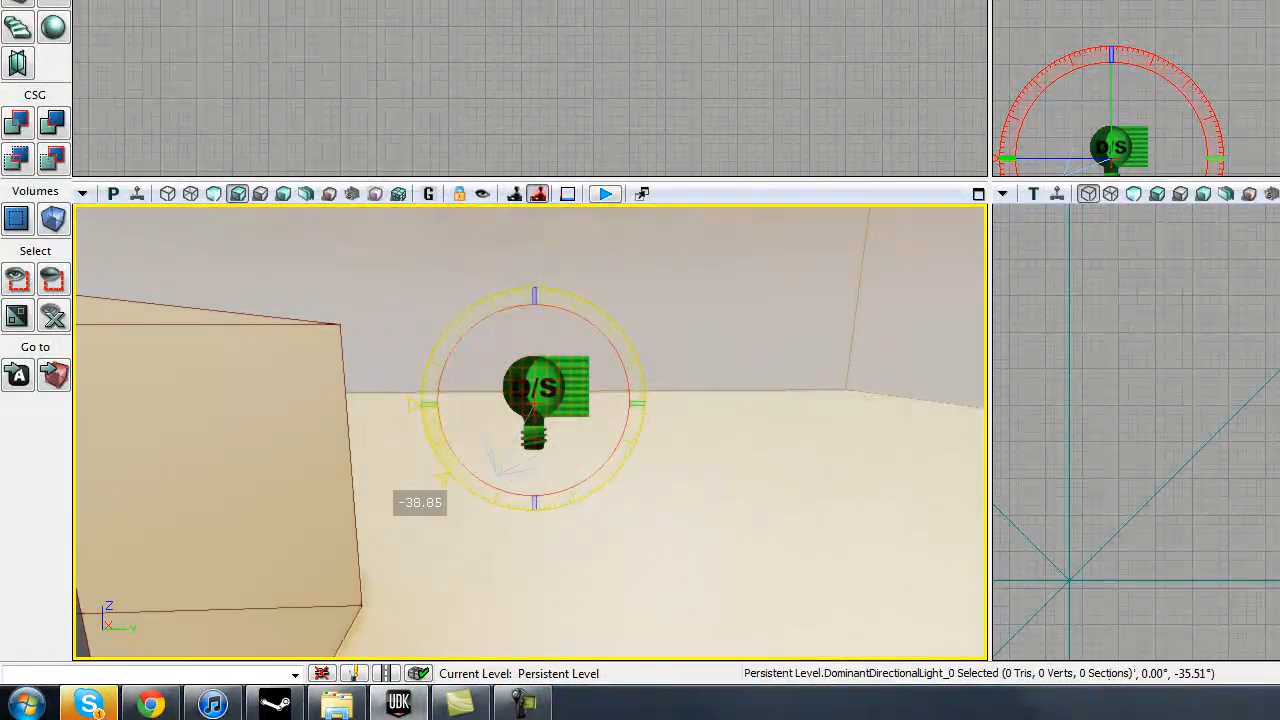 CSG
D/S
Volumes
P
G
T
Select
Go to
A
D/S
-38.85
Z
X
Y
Current Level: Persistent Level
Persistent Level.DominantDirectionalLight_0 Selected (0 Tris, 0 Verts, 0 Sections)', 0.00°, -35.51°)
UDK